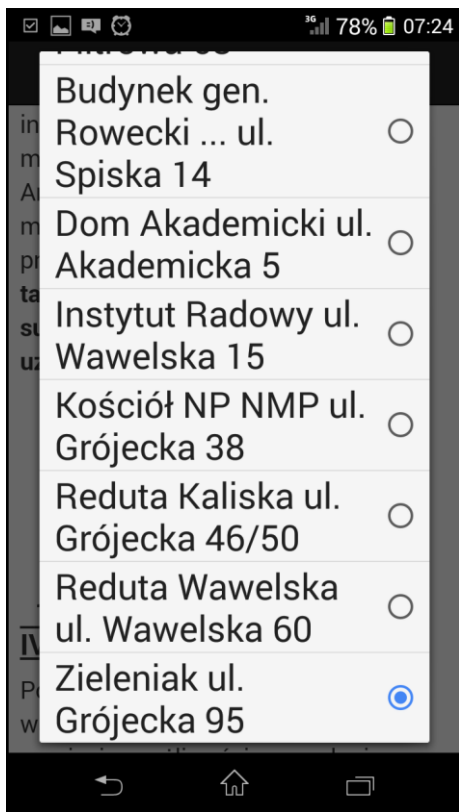 3G 78% 07:24
Budynek gen.
Rowecki ... ul.
Spiska 14
Dom Akademicki ul.
Akademicka 5
Instytut Radowy ul.
Wawelska 15
Kościół NP NMP ul.
Grójecka 38
Reduta Kaliska ul.
Grójecka 46/50
Reduta Wawelska
ul. Wawelska 60
Zieleniak ul.
Grójecka 95